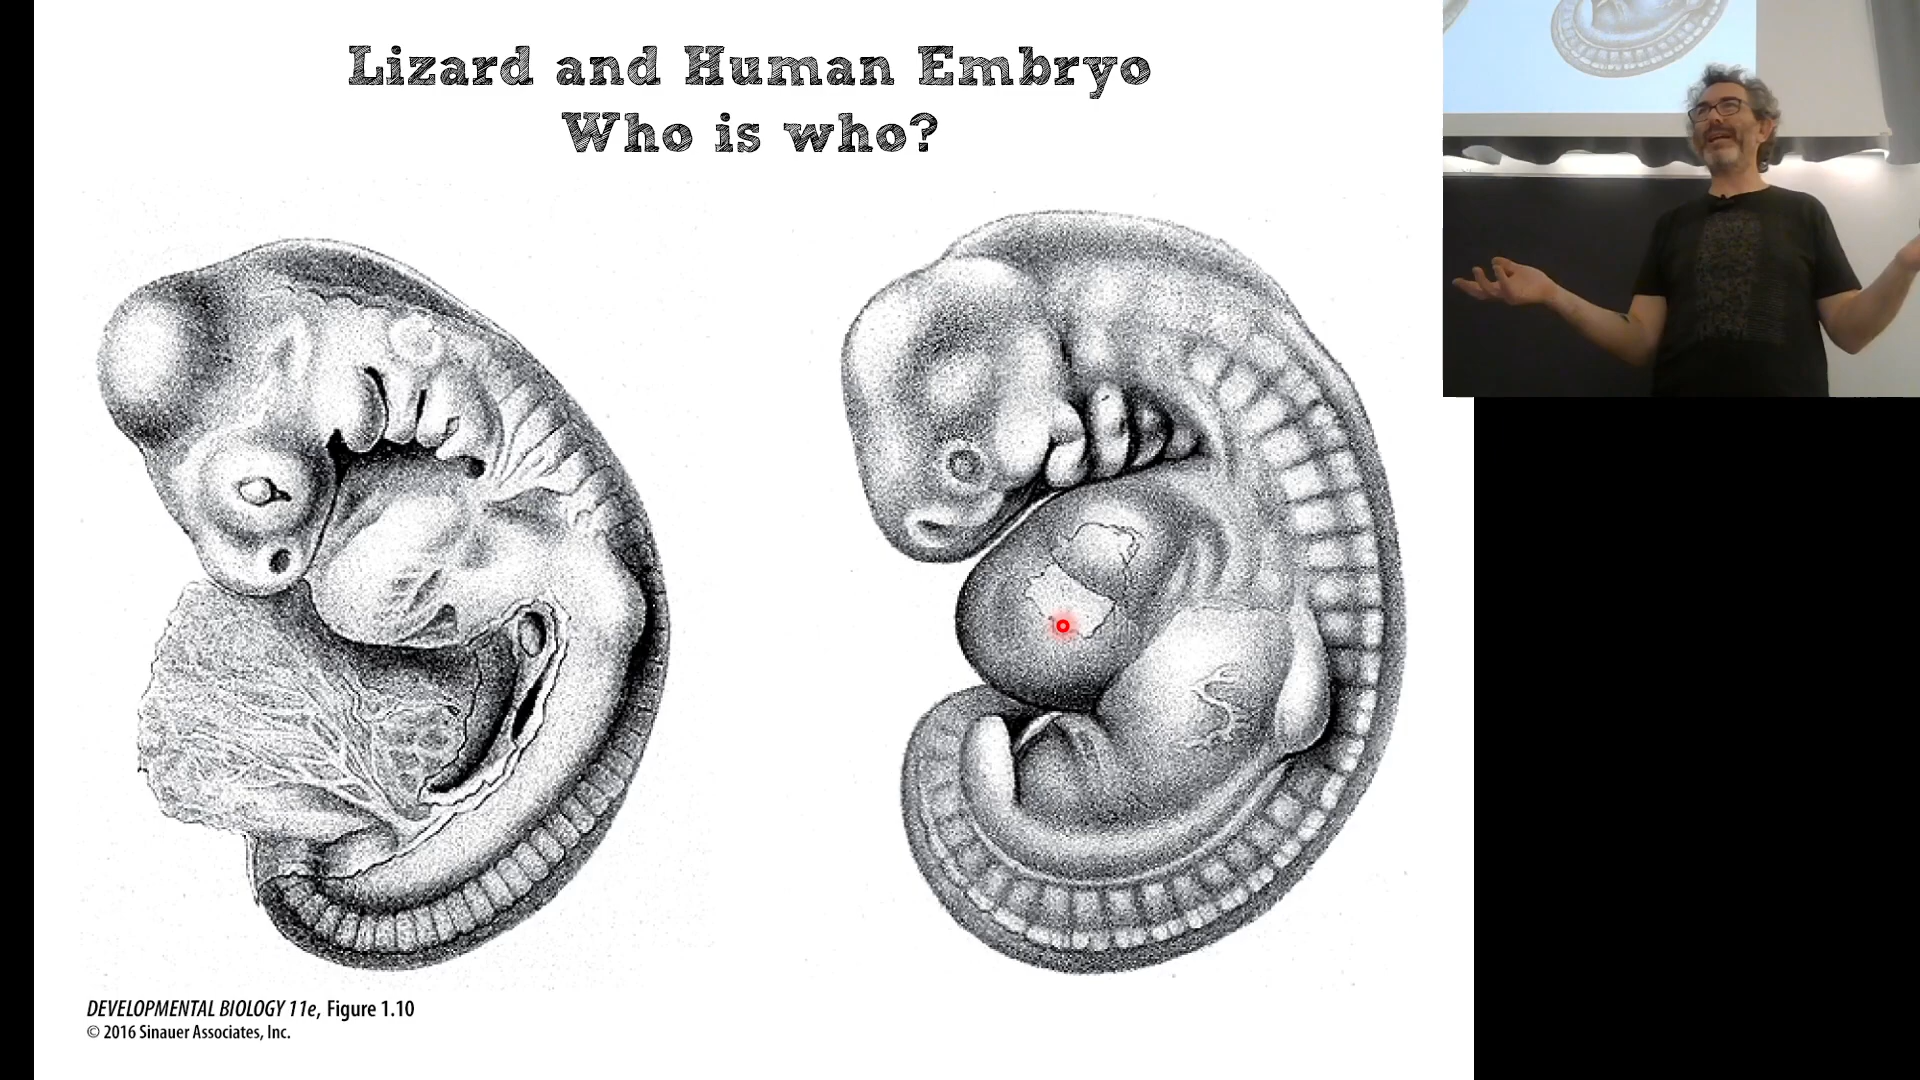 Lizard and Human Embryo
Who is who?
DEVELOPMENTAL BIOLOGY 11e, Figure 1.10
© 2016 Sinauer Associates, Inc.